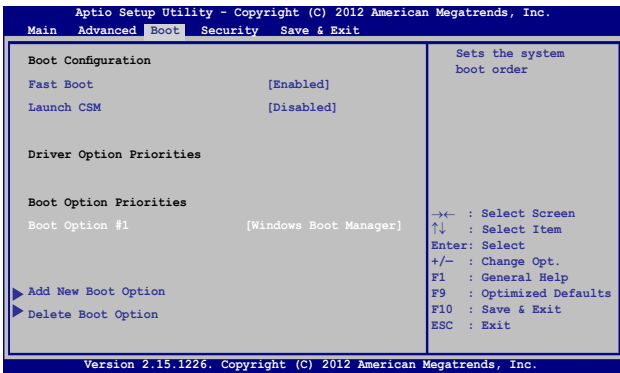 Aptio Setup Utility - Copyright (C) 2012 American Megatrends, Inc.
Main Advanced Boot Security Save & Exit
Boot Configuration
Fast Boot [Enabled]
Launch CSM [Disabled]
Driver Option Priorities
Boot Option Priorities
Boot Option #1 [Windows Boot Manager]
Add New Boot Option
Delete Boot Option
Sets the system
boot order
→← : Select Screen
↑↓ : Select Item
Enter: Select
+/— : Change Opt.
F1 : General Help
F9 : Optimized Defaults
F10 : Save & Exit
ESC : Exit
Version 2.15.1226. Copyright (C) 2012 American Megatrends, Inc.